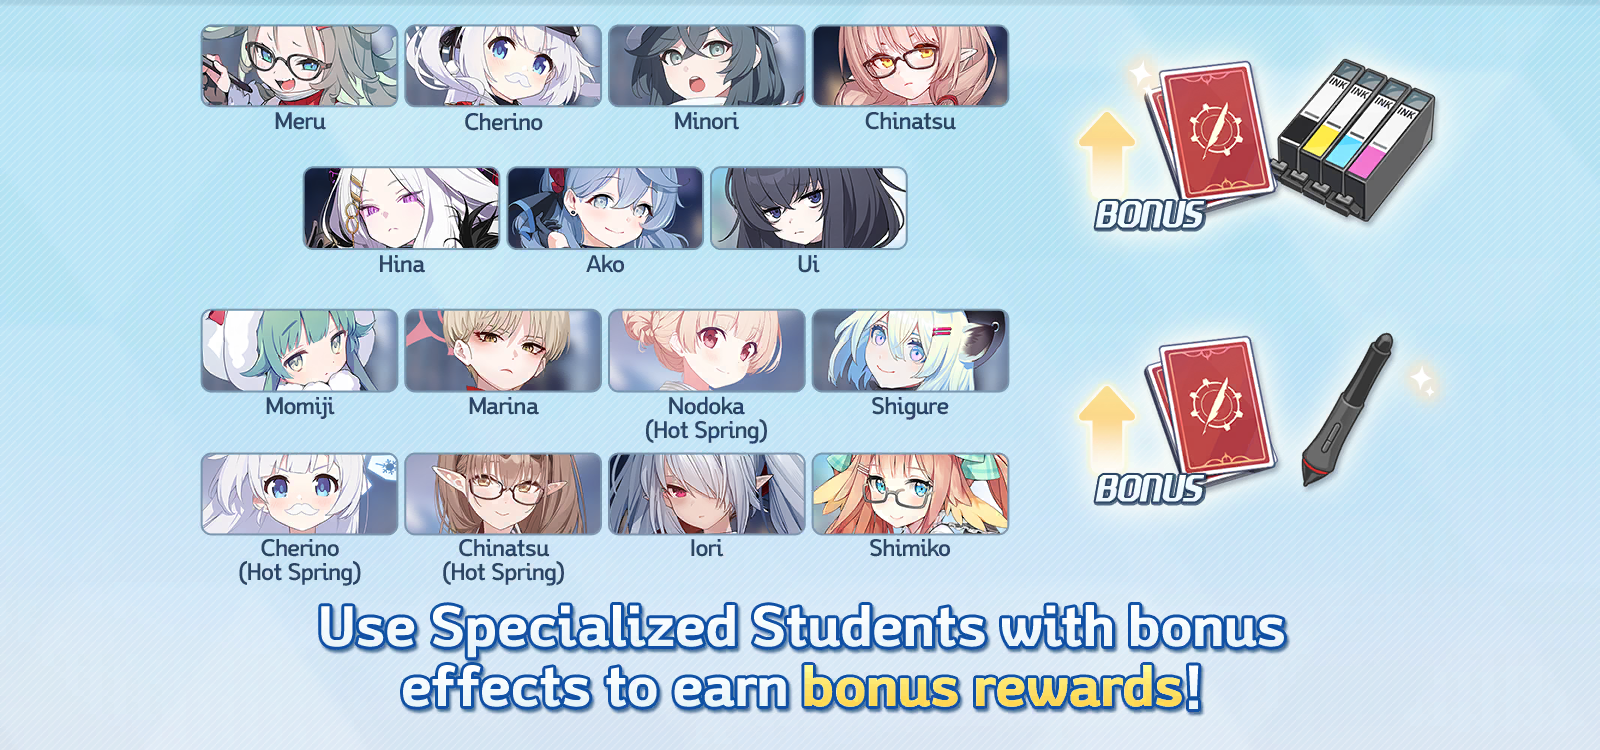 Meru
Cherino
Minori
Chinatsu
INK
INK
INK
INK
BONUS
Hina
Ako
Ui
Momiji
Marina
Nodoka
(Hot Spring)
Shigure
BONUS
Cherino
(Hot Spring)
Chinatsu
(Hot Spring)
Iori
Shimiko
Use Specialized Students with bonus
effects to earn bonus rewards!